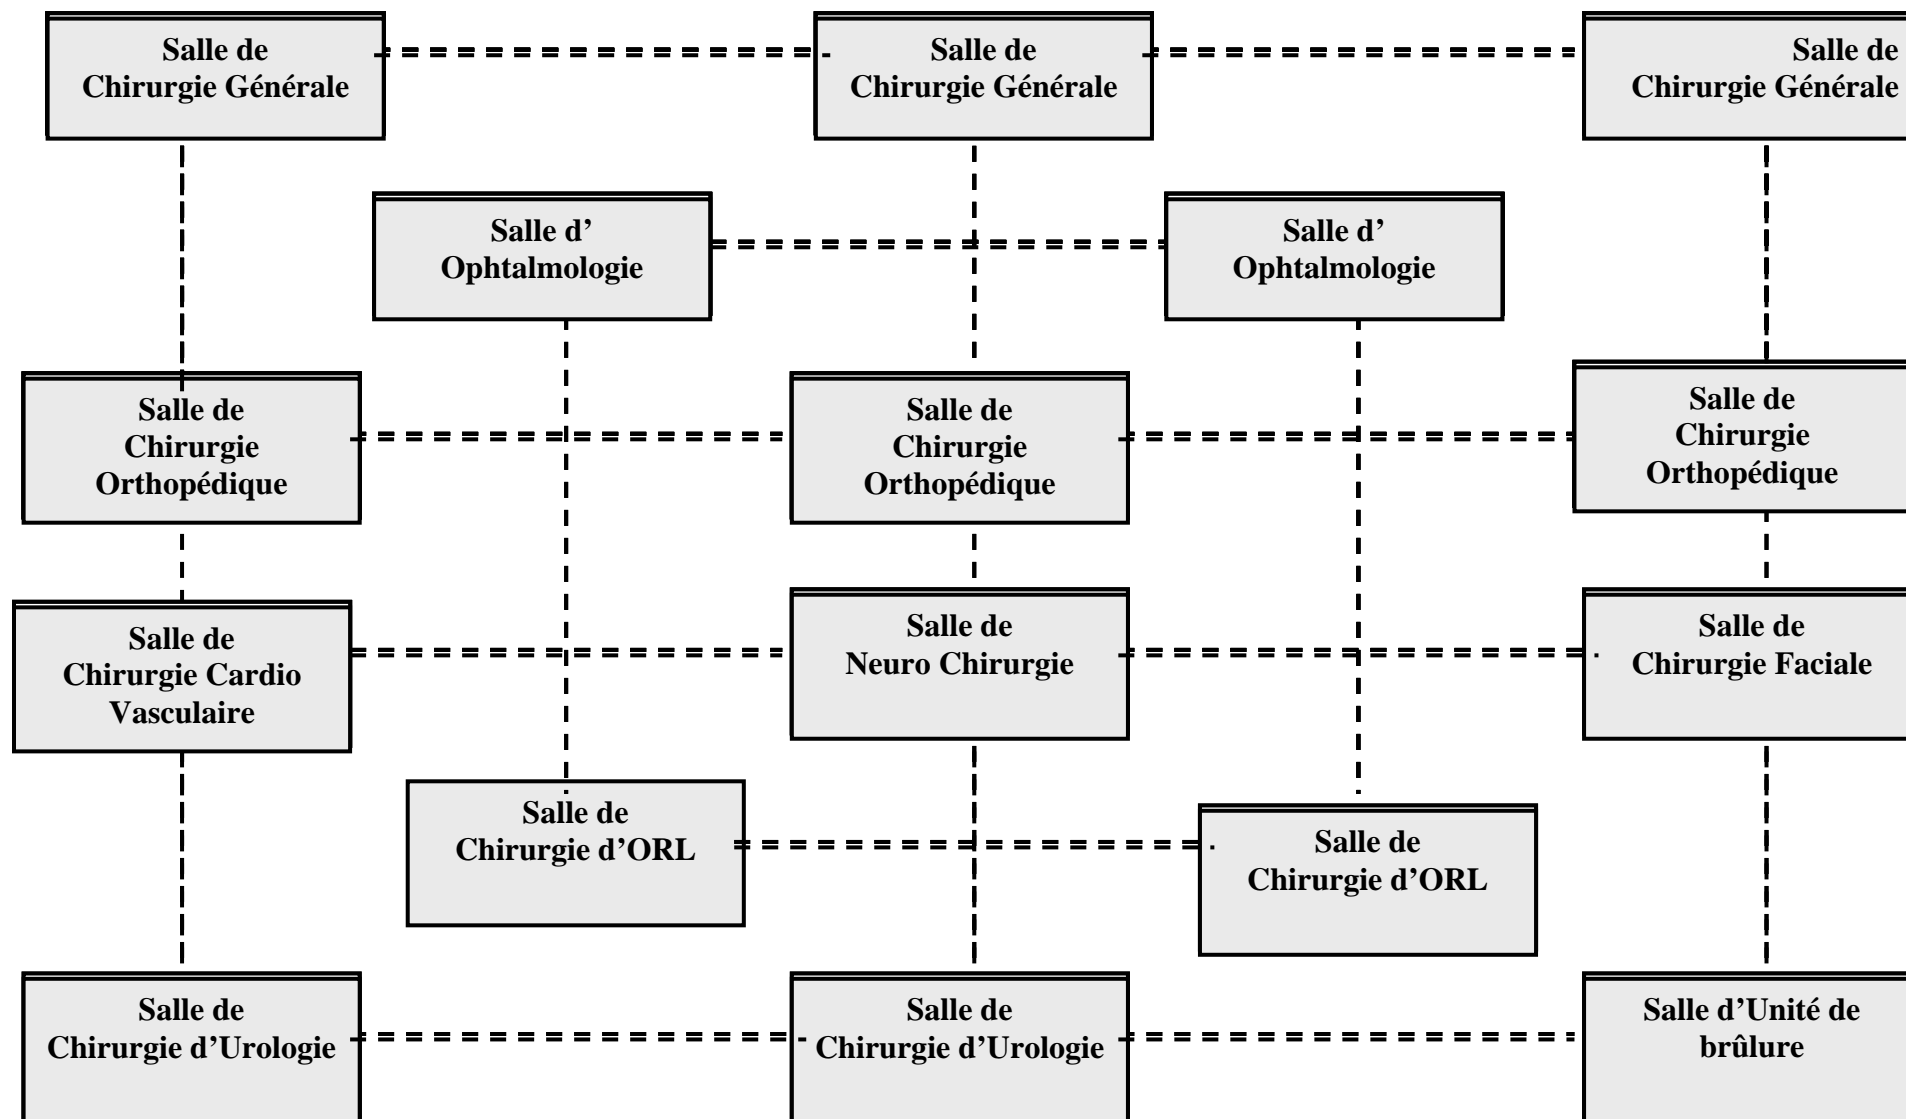 Salle de
Chirurgie Générale
Salle de
Chirurgie Générale
Salle de
Chirurgie Générale
Salle d’
Ophtalmologie
Salle d’
Ophtalmologie
Salle de
Chirurgie
Orthopédique
Salle de
Chirurgie
Orthopédique
Salle de
Chirurgie
Orthopédique
Salle de
Chirurgie Cardio
Vasculaire
Salle de
Neuro Chirurgie
Salle de
Chirurgie Faciale
Salle de
Chirurgie d’ORL
Salle de
Chirurgie d’ORL
Salle de
Chirurgie d’Urologie
Salle de
Chirurgie d’Urologie
Salle d’Unité de
brûlure